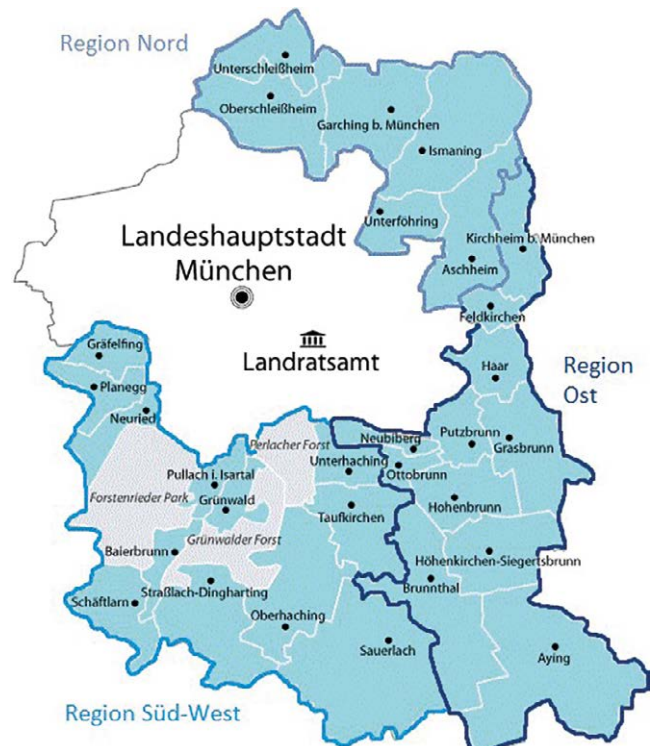 Region Nord
Unterschleißheim
Oberschleißheim
Garching b. München
Ismaning
Unterföhring
Kirchheim b. München
Aschheim
Landeshauptstadt
München
Feldkirchen
Landratsamt
Gräfelfing
Planegg
Neuried
Haar
Region
Ost
Perlacher Forst
Neubiberg
Putzbrunn
Grasbrunn
Unterhaching
Ottobrunn
Pullach i. Isartal
Forstenrieder Park
Grünwald
Hohenbrunn
Taufkirchen
Grünwalder Forst
Baierbrunn
Höhenkirchen-Siegertsbrunn
Straßlach-Dingharting
Brunnthal
Schäftlarn
Oberhaching
Sauerlach
Aying
Region Süd-West